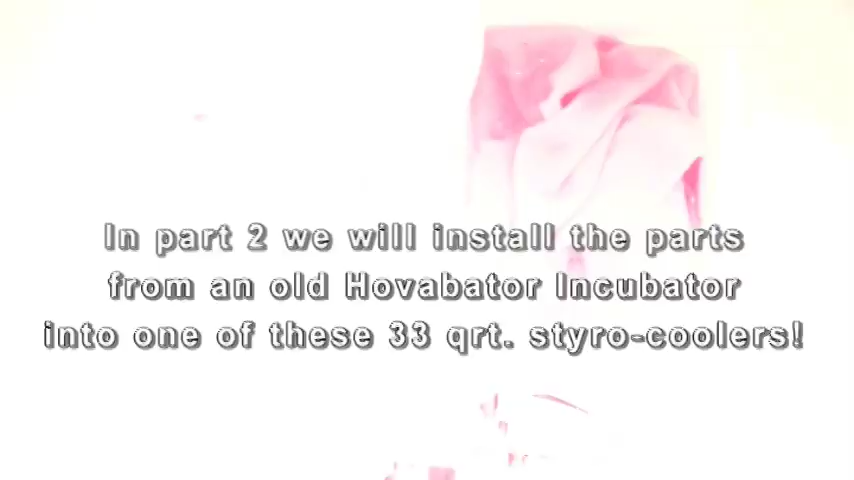 In part 2 we will install the parts
from an old Hovabator Incubator
into one of these 33 qrt. styro-coolers!